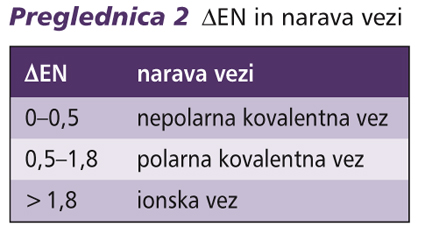 Preglednica 2 ΔEN in narava vezi
ΔEN narava vezi
0–0,5 nepolarna kovalentna vez
0,5–1,8 polarna kovalentna vez
> 1,8 ionska vez